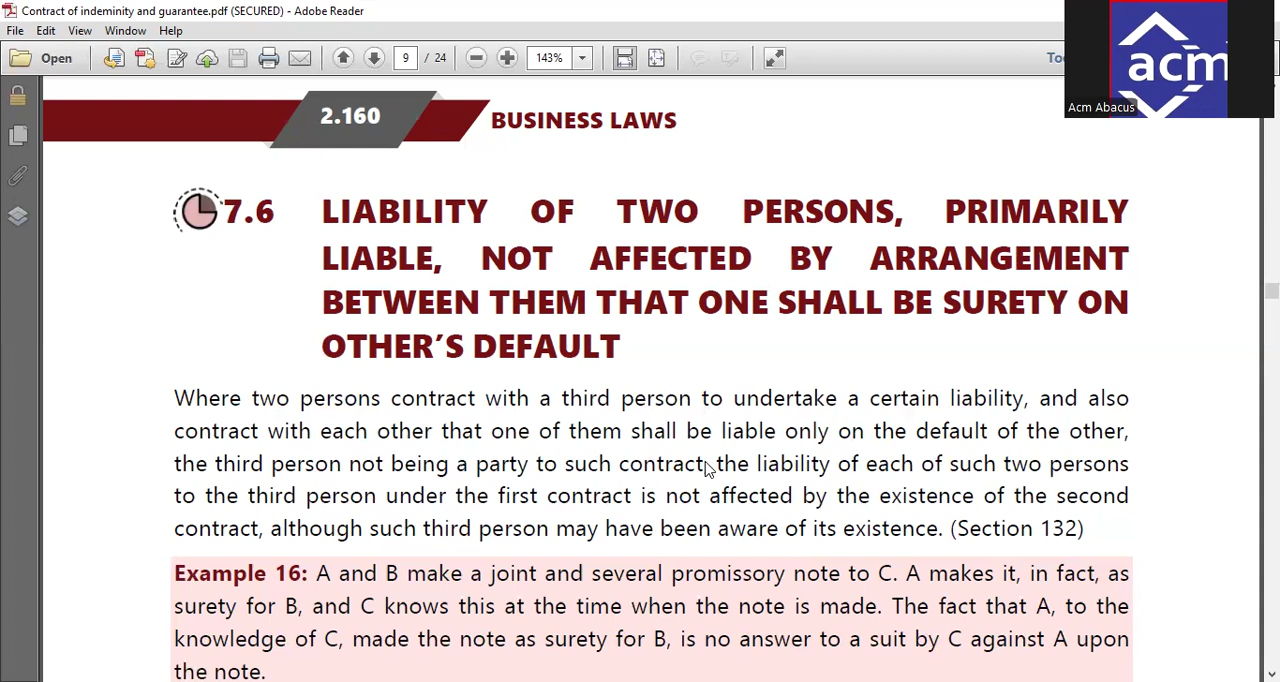 Contract of indeminity and guarantee.pdf (SECURED) - Adobe Reader
File Edit View Window Help
Open 9 / 24 143% Too
acm
Acm Abacus
2.160 BUSINESS LAWS
7.6 LIABILITY OF TWO PERSONS, PRIMARILY
LIABLE, NOT AFFECTED BY ARRANGEMENT
BETWEEN THEM THAT ONE SHALL BE SURETY ON
OTHER’S DEFAULT
Where two persons contract with a third person to undertake a certain liability, and also
contract with each other that one of them shall be liable only on the default of the other,
the third person not being a party to such contract, the liability of each of such two persons
to the third person under the first contract is not affected by the existence of the second
contract, although such third person may have been aware of its existence. (Section 132)
Example 16: A and B make a joint and several promissory note to C. A makes it, in fact, as
surety for B, and C knows this at the time when the note is made. The fact that A, to the
knowledge of C, made the note as surety for B, is no answer to a suit by C against A upon
the note.